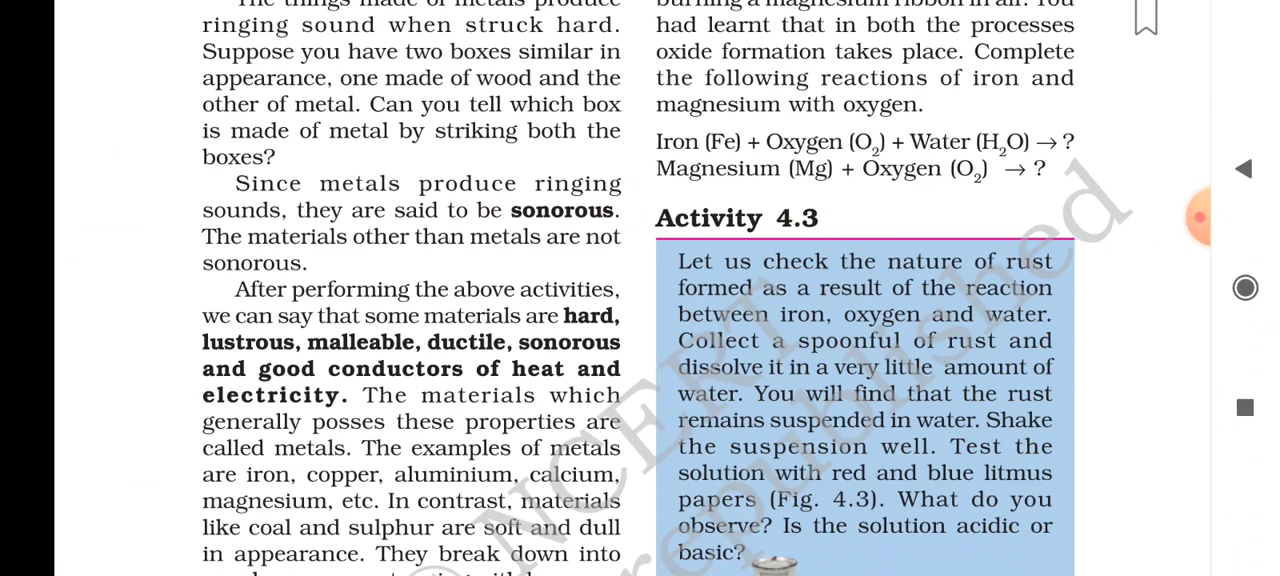 ringing sound when struck hard.
Suppose you have two boxes similar in
appearance, one made of wood and the
other of metal. Can you tell which box
is made of metal by striking both the
boxes?
Since metals produce ringing
sounds, they are said to be sonorous.
The materials other than metals are not
sonorous.
After performing the above activities,
we can say that some materials are hard,
lustrous, malleable, ductile, sonorous
and good conductors of heat and
electricity. The materials which
generally posses these properties are
called metals. The examples of metals
are iron, copper, aluminium, calcium,
magnesium, etc. In contrast, materials
like coal and sulphur are soft and dull
in appearance. They break down into
burning a magnesium ribbon in air. You
had learnt that in both the processes
oxide formation takes place. Complete
the following reactions of iron and
magnesium with oxygen.
Iron (Fe) + Oxygen (O₂) + Water (H₂O) → ?
Magnesium (Mg) + Oxygen (O₂) → ?
Activity 4.3
Let us check the nature of rust
formed as a result of the reaction
between iron, oxygen and water.
Collect a spoonful of rust and
dissolve it in a very little amount of
water. You will find that the rust
remains suspended in water. Shake
the suspension well. Test the
solution with red and blue litmus
papers (Fig. 4.3). What do you
observe? Is the solution acidic or
basic?
© NCERT
republished